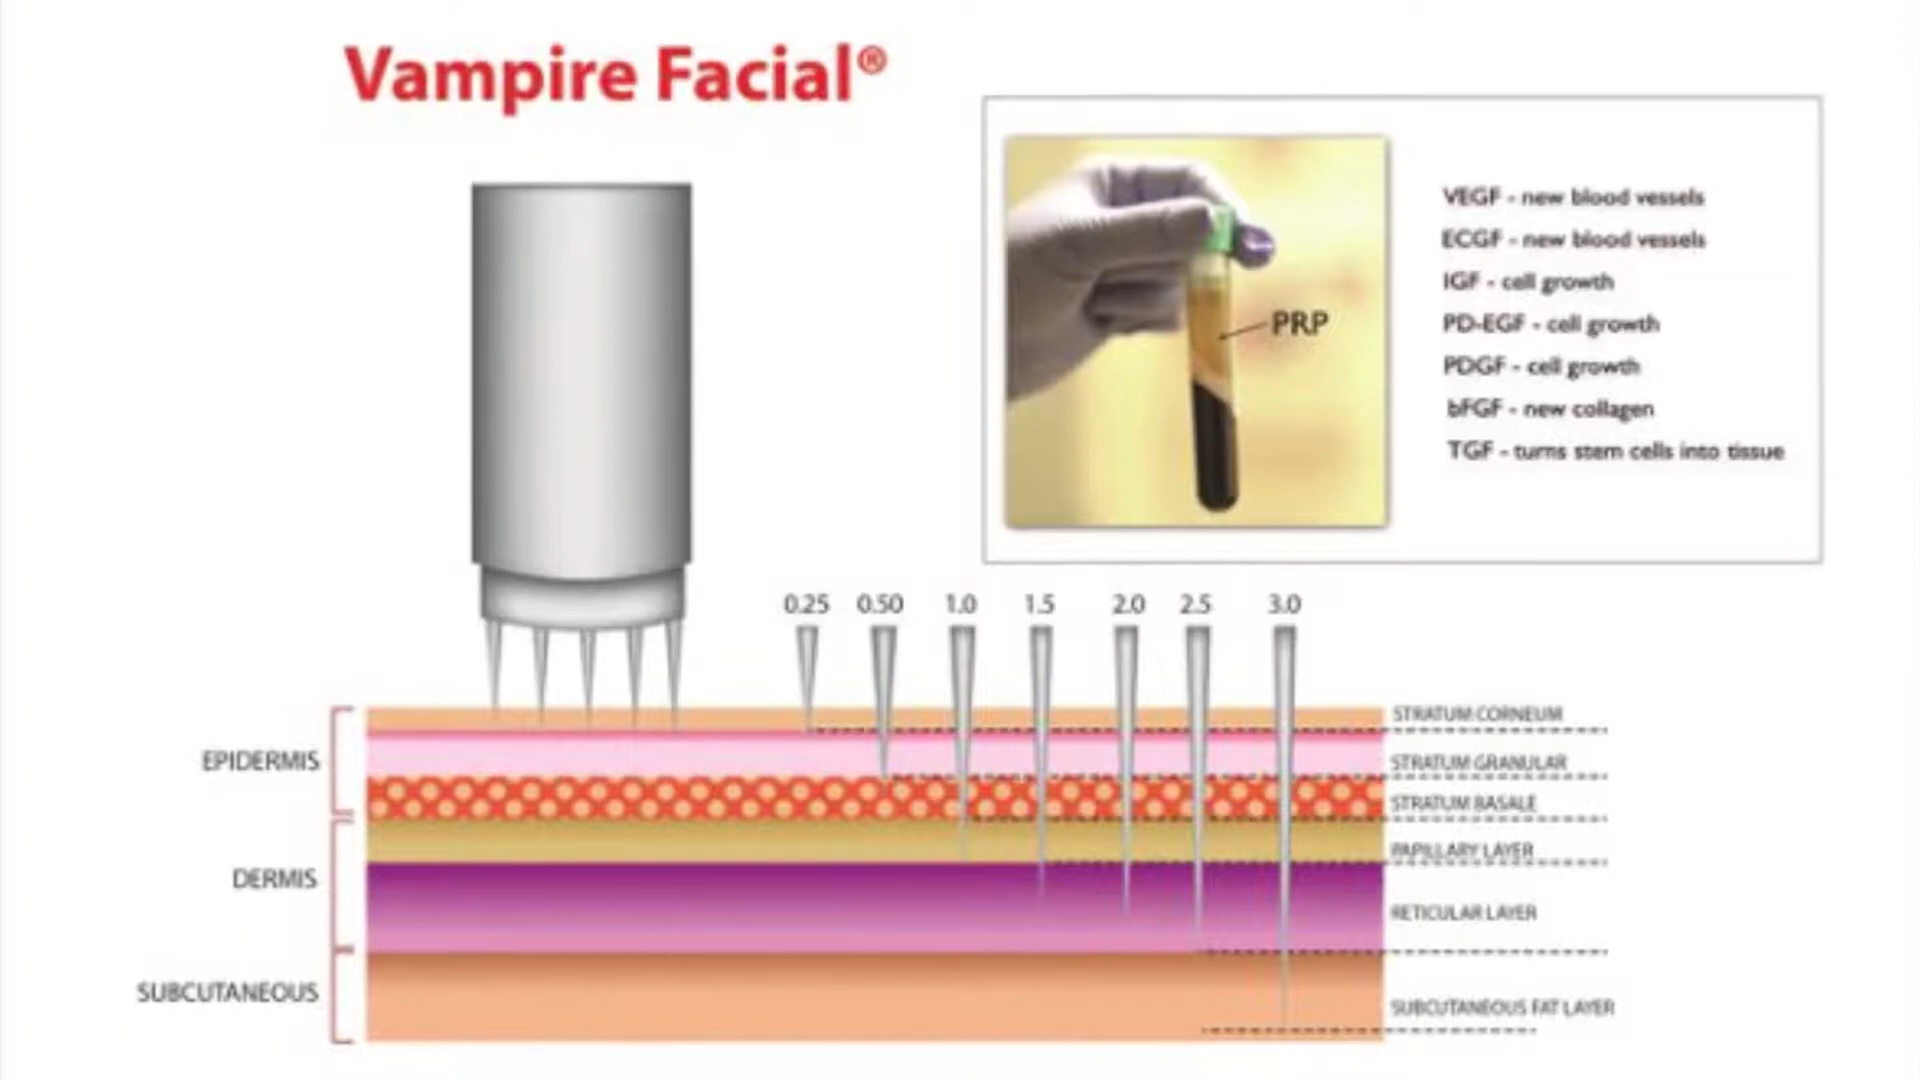 Vampire Facial®
PRP
VEGF - new blood vessels
ECGF - new blood vessels
IGF - cell growth
PD-EGF - cell growth
PDGF - cell growth
bFGF - new collagen
TGF - turns stem cells into tissue
0.25 0.50 1.0 1.5 2.0 2.5 3.0
EPIDERMIS
DERMIS
SUBCUTANEOUS
STRATUM CORNEUM
STRATUM GRANULAR
STRATUM BASALE
PAPILLARY LAYER
RETICULAR LAYER
SUBCUTANEOUS FAT LAYER